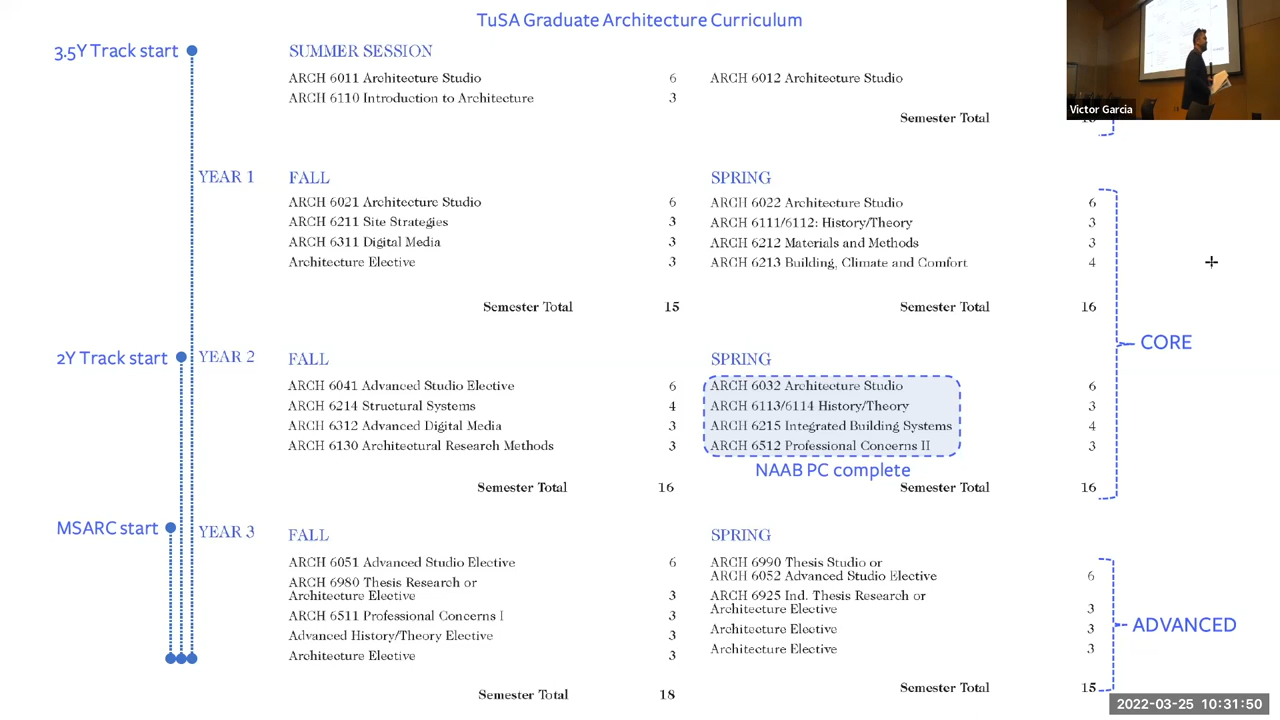 TuSA Graduate Architecture Curriculum
3.5Y Track start
SUMMER SESSION
ARCH 6011 Architecture Studio 6
ARCH 6110 Introduction to Architecture 3
ARCH 6012 Architecture Studio
Semester Total
Victor Garcia
YEAR 1
FALL
ARCH 6021 Architecture Studio 6
ARCH 6211 Site Strategies 3
ARCH 6311 Digital Media 3
Architecture Elective 3
Semester Total 15
SPRING
ARCH 6022 Architecture Studio 6
ARCH 6111/6112: History/Theory 3
ARCH 6212 Materials and Methods 3
ARCH 6213 Building, Climate and Comfort 4
Semester Total 16
CORE
2Y Track start
YEAR 2
FALL
ARCH 6041 Advanced Studio Elective 6
ARCH 6214 Structural Systems 4
ARCH 6312 Advanced Digital Media 3
ARCH 6130 Architectural Research Methods 3
Semester Total 16
SPRING
ARCH 6032 Architecture Studio 6
ARCH 6113/6114 History/Theory 3
ARCH 6215 Integrated Building Systems 4
ARCH 6512 Professional Concerns II 3
NAAB PC complete
Semester Total 16
MSARC start
YEAR 3
FALL
ARCH 6051 Advanced Studio Elective 6
ARCH 6980 Thesis Research or
Architecture Elective 3
ARCH 6511 Professional Concerns I 3
Advanced History/Theory Elective 3
Architecture Elective 3
Semester Total 18
SPRING
ARCH 6990 Thesis Studio or
ARCH 6052 Advanced Studio Elective 6
ARCH 6925 Ind. Thesis Research or
Architecture Elective 3
Architecture Elective 3
Architecture Elective 3
Semester Total 15
ADVANCED
2022-03-25 10:31:50